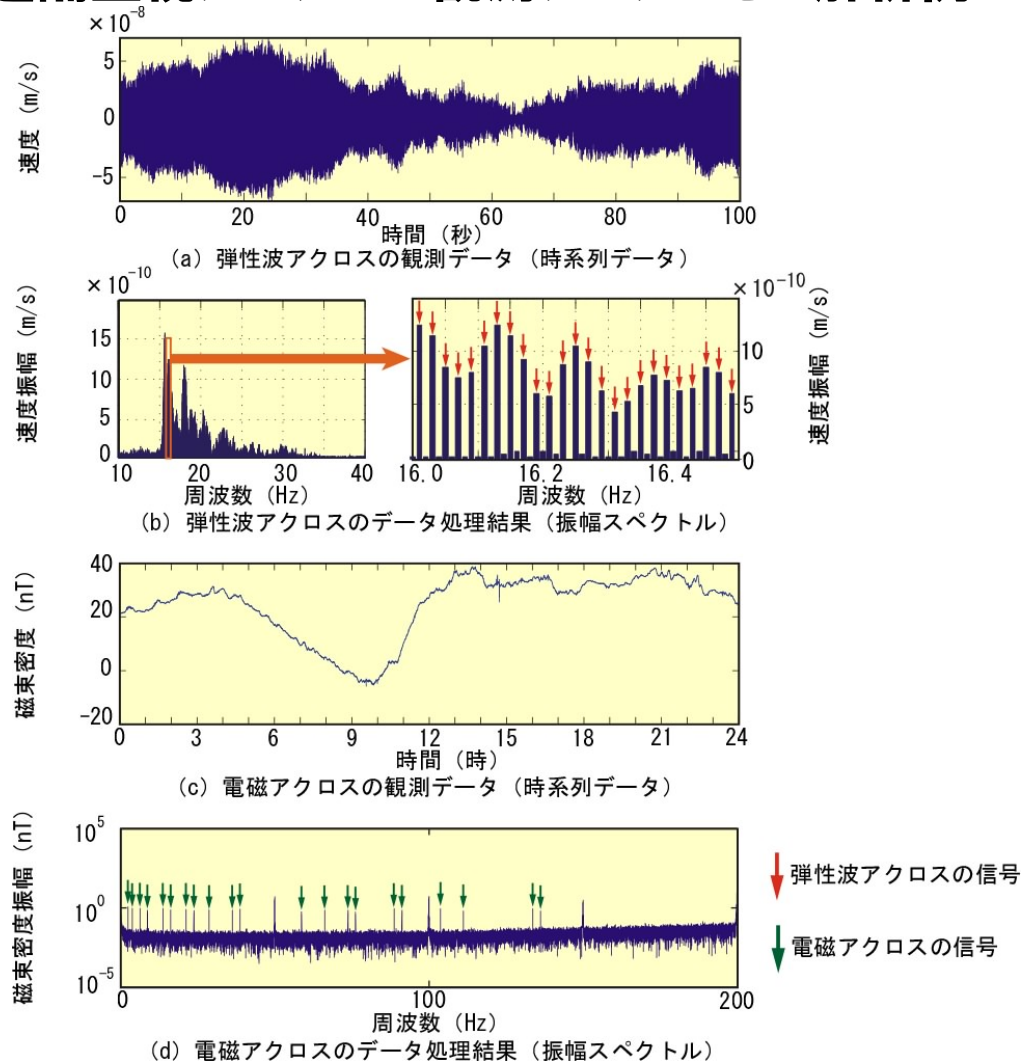 ×10⁻⁸
速度 (m/s)
5
0
-5
0 20 40 60 80 100
時間 (秒)
(a) 弾性波アクロスの観測データ (時系列データ)
×10⁻¹⁰
速度振幅 (m/s)
15
10
5
0
10 20 30 40
周波数 (Hz)
×10⁻¹⁰
速度振幅 (m/s)
10
5
0
16.0 16.2 16.4
周波数 (Hz)
(b) 弾性波アクロスのデータ処理結果 (振幅スペクトル)
磁束密度 (nT)
40
20
0
-20
0 3 6 9 12 15 18 21 24
時間 (時)
(c) 電磁アクロスの観測データ (時系列データ)
磁束密度振幅 (nT)
10⁵
10⁰
10⁻⁵
0 100 200
周波数 (Hz)
(d) 電磁アクロスのデータ処理結果 (振幅スペクトル)
弾性波アクロスの信号
電磁アクロスの信号